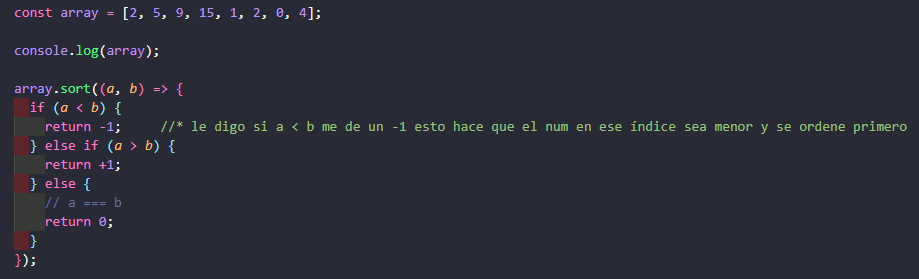 const array = [2, 5, 9, 15, 1, 2, 0, 4];
console.log(array);
array.sort((a, b) => {
  if (a < b) {
    return -1;     //* le digo si a < b me de un -1 esto hace que el num en ese índice sea menor y se ordene primero
  } else if (a > b) {
    return +1;
  } else {
    // a === b
    return 0;
  }
});